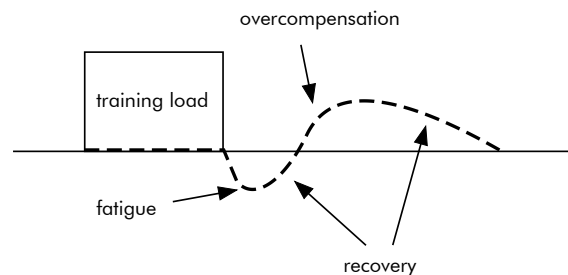 overcompensation
training load
fatigue
recovery